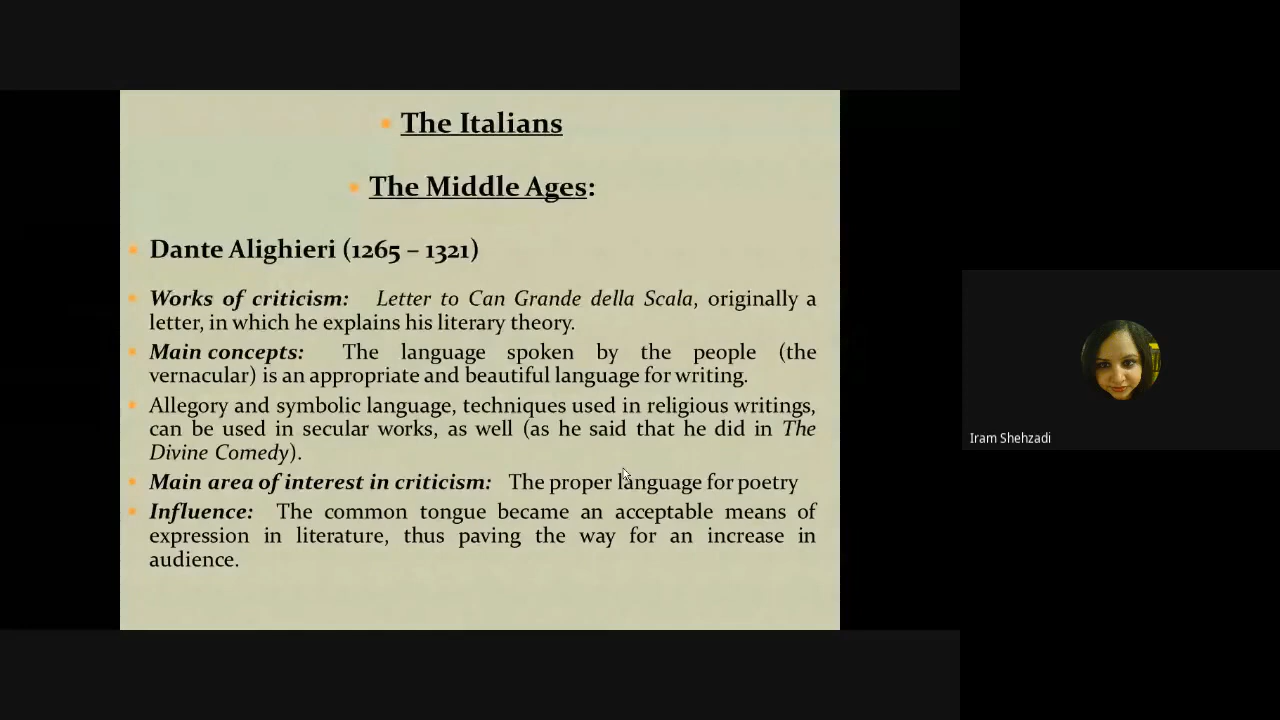 The Italians
The Middle Ages:
Dante Alighieri (1265 – 1321)
Works of criticism: Letter to Can Grande della Scala, originally a
letter, in which he explains his literary theory.
Main concepts: The language spoken by the people (the
vernacular) is an appropriate and beautiful language for writing.
Allegory and symbolic language, techniques used in religious writings,
can be used in secular works, as well (as he said that he did in The
Divine Comedy).
Main area of interest in criticism: The proper language for poetry
Influence: The common tongue became an acceptable means of
expression in literature, thus paving the way for an increase in
audience.
Iram Shehzadi